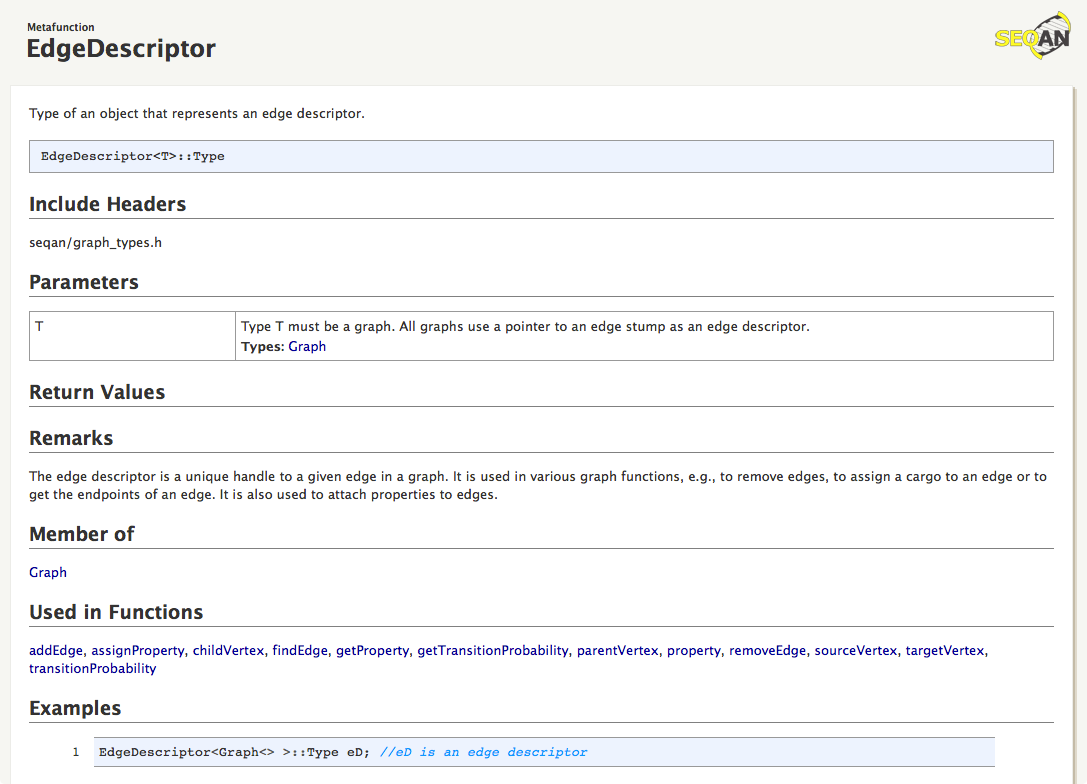 Metafunction
EdgeDescriptor
SEQAN
Type of an object that represents an edge descriptor.
EdgeDescriptor<T>::Type
Include Headers
seqan/graph_types.h
Parameters
T
Type T must be a graph. All graphs use a pointer to an edge stump as an edge descriptor.
Types: Graph
Return Values
Remarks
The edge descriptor is a unique handle to a given edge in a graph. It is used in various graph functions, e.g., to remove edges, to assign a cargo to an edge or to
get the endpoints of an edge. It is also used to attach properties to edges.
Member of
Graph
Used in Functions
addEdge, assignProperty, childVertex, findEdge, getProperty, getTransitionProbability, parentVertex, property, removeEdge, sourceVertex, targetVertex,
transitionProbability
Examples
1 EdgeDescriptor<Graph<> >::Type eD; //eD is an edge descriptor